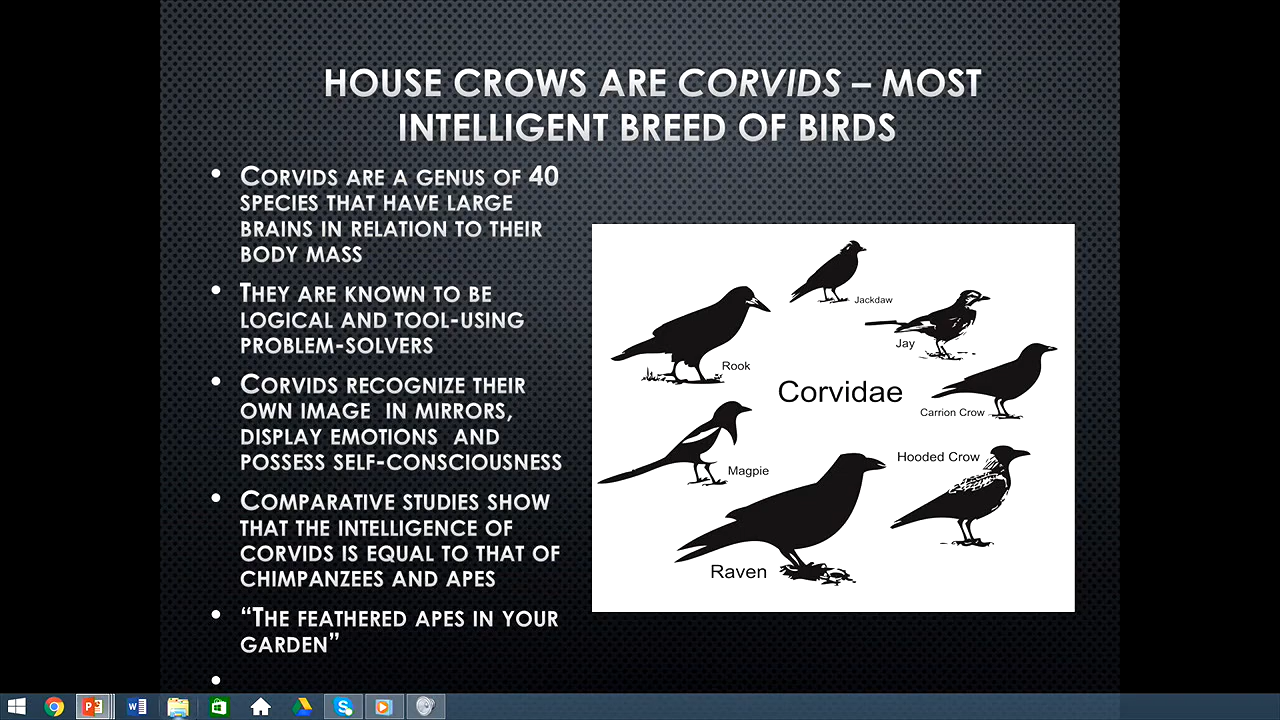 HOUSE CROWS ARE CORVIDS – MOST
INTELLIGENT BREED OF BIRDS
• CORVIDS ARE A GENUS OF 40
SPECIES THAT HAVE LARGE
BRAINS IN RELATION TO THEIR
BODY MASS
• THEY ARE KNOWN TO BE
LOGICAL AND TOOL-USING
PROBLEM-SOLVERS
• CORVIDS RECOGNIZE THEIR
OWN IMAGE IN MIRRORS,
DISPLAY EMOTIONS AND
POSSESS SELF-CONSCIOUSNESS
• COMPARATIVE STUDIES SHOW
THAT THE INTELLIGENCE OF
CORVIDS IS EQUAL TO THAT OF
CHIMPANZEES AND APES
• “THE FEATHERED APES IN YOUR
GARDEN”
•
Jackdaw
Jay
Rook
Corvidae
Carrion Crow
Hooded Crow
Magpie
Raven